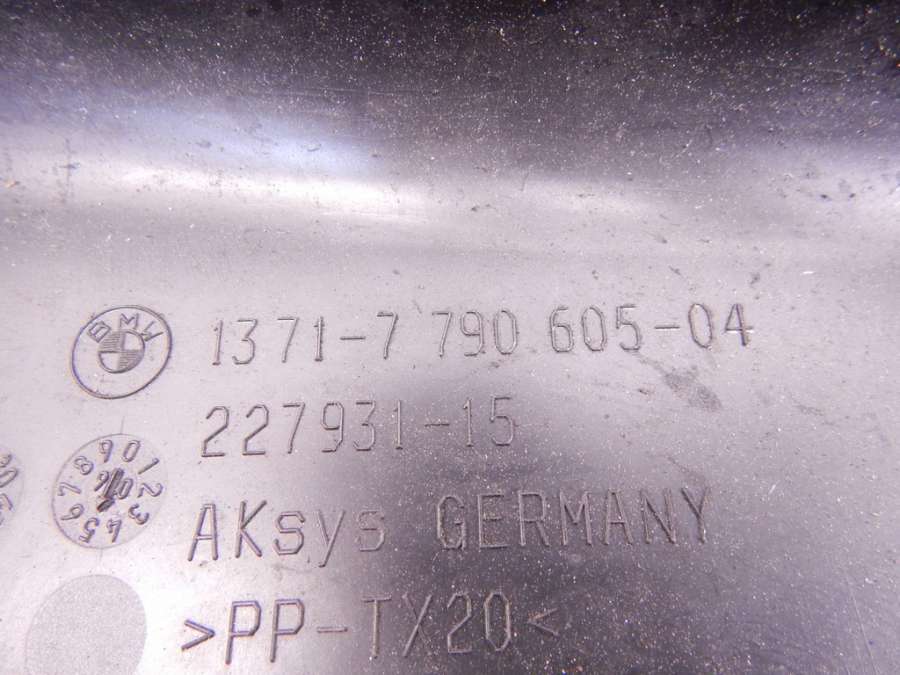 BMW
1371-7 790 605-04
227931-15
AKsys GERMANY
>PP-TX20<